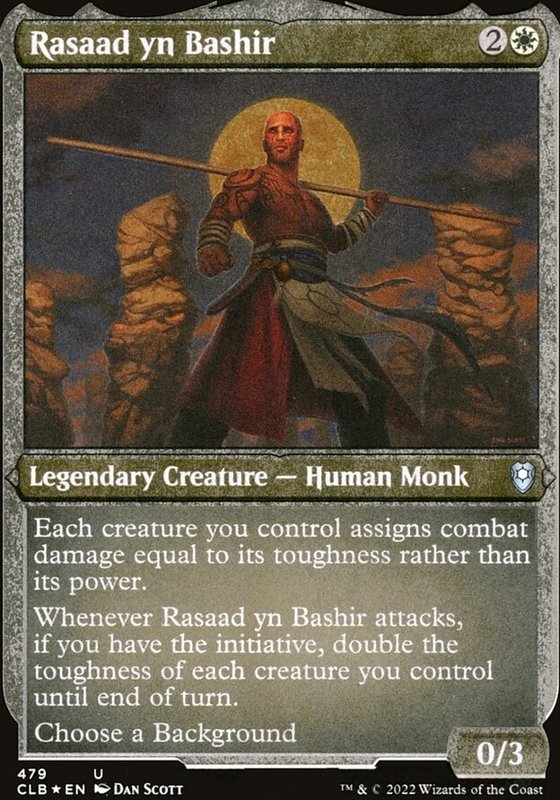 Rasaad yn Bashir 2
Legendary Creature — Human Monk
Each creature you control assigns combat
damage equal to its toughness rather than
its power.
Whenever Rasaad yn Bashir attacks,
if you have the initiative, double the
toughness of each creature you control
until end of turn.
Choose a Background
0/3
479 U
CLB★EN Dan Scott
™ & © 2022 Wizards of the Coast